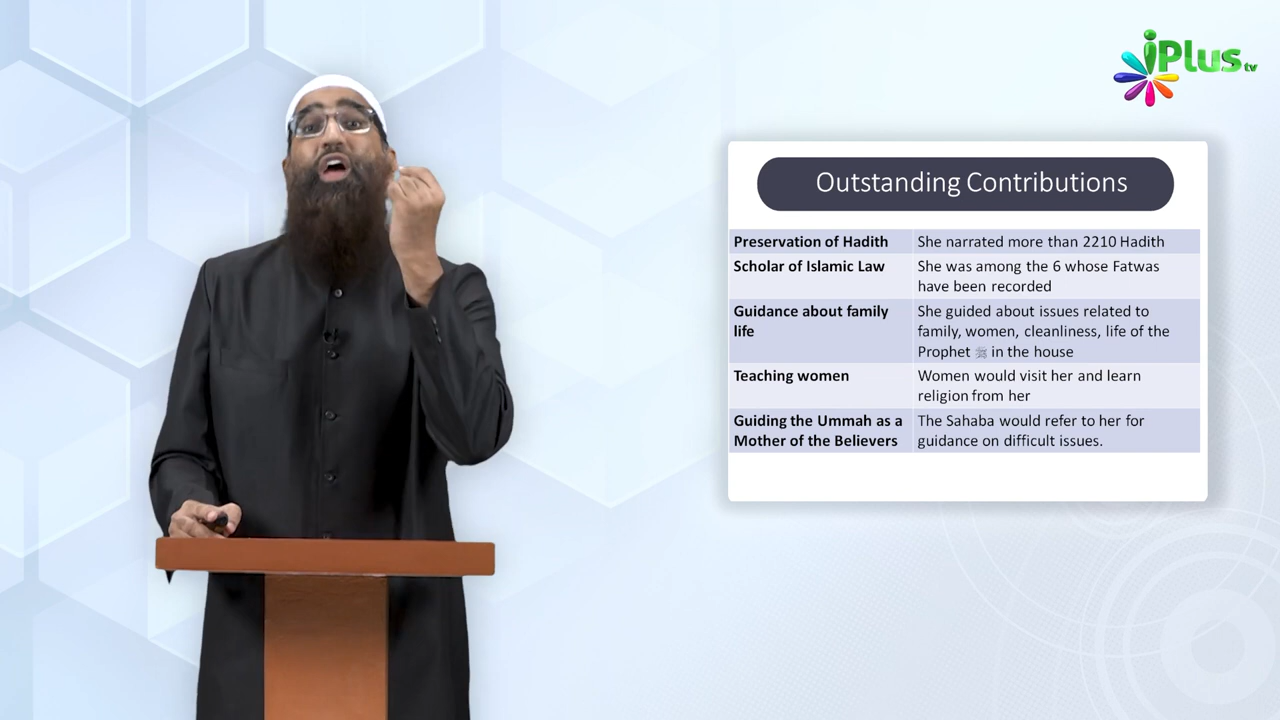 iPlus tv
Outstanding Contributions
Preservation of Hadith
She narrated more than 2210 Hadith
Scholar of Islamic Law
She was among the 6 whose Fatwas
have been recorded
Guidance about family
life
She guided about issues related to
family, women, cleanliness, life of the
Prophet ﷺ in the house
Teaching women
Women would visit her and learn
religion from her
Guiding the Ummah as a
Mother of the Believers
The Sahaba would refer to her for
guidance on difficult issues.